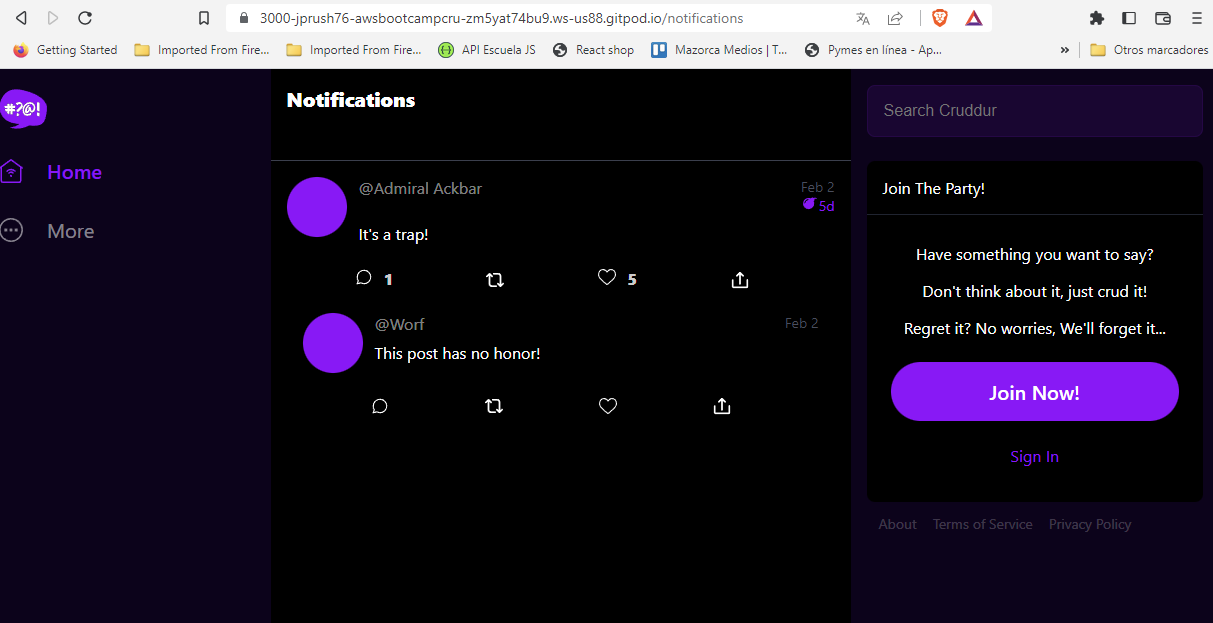 3000-jprush76-awsbootcampcru-zm5yat74bu9.ws-us88.gitpod.io/notifications
Getting Started Imported From Fire... Imported From Fire... API Escuela JS React shop Mazorca Medios | T... Pymes en línea - Ap... » Otros marcadores
#?@!
Home
More
Notifications
@Admiral Ackbar Feb 2
5d
It's a trap!
1 5
@Worf Feb 2
This post has no honor!
Search Cruddur
Join The Party!
Have something you want to say?
Don't think about it, just crud it!
Regret it? No worries, We'll forget it...
Join Now!
Sign In
About Terms of Service Privacy Policy